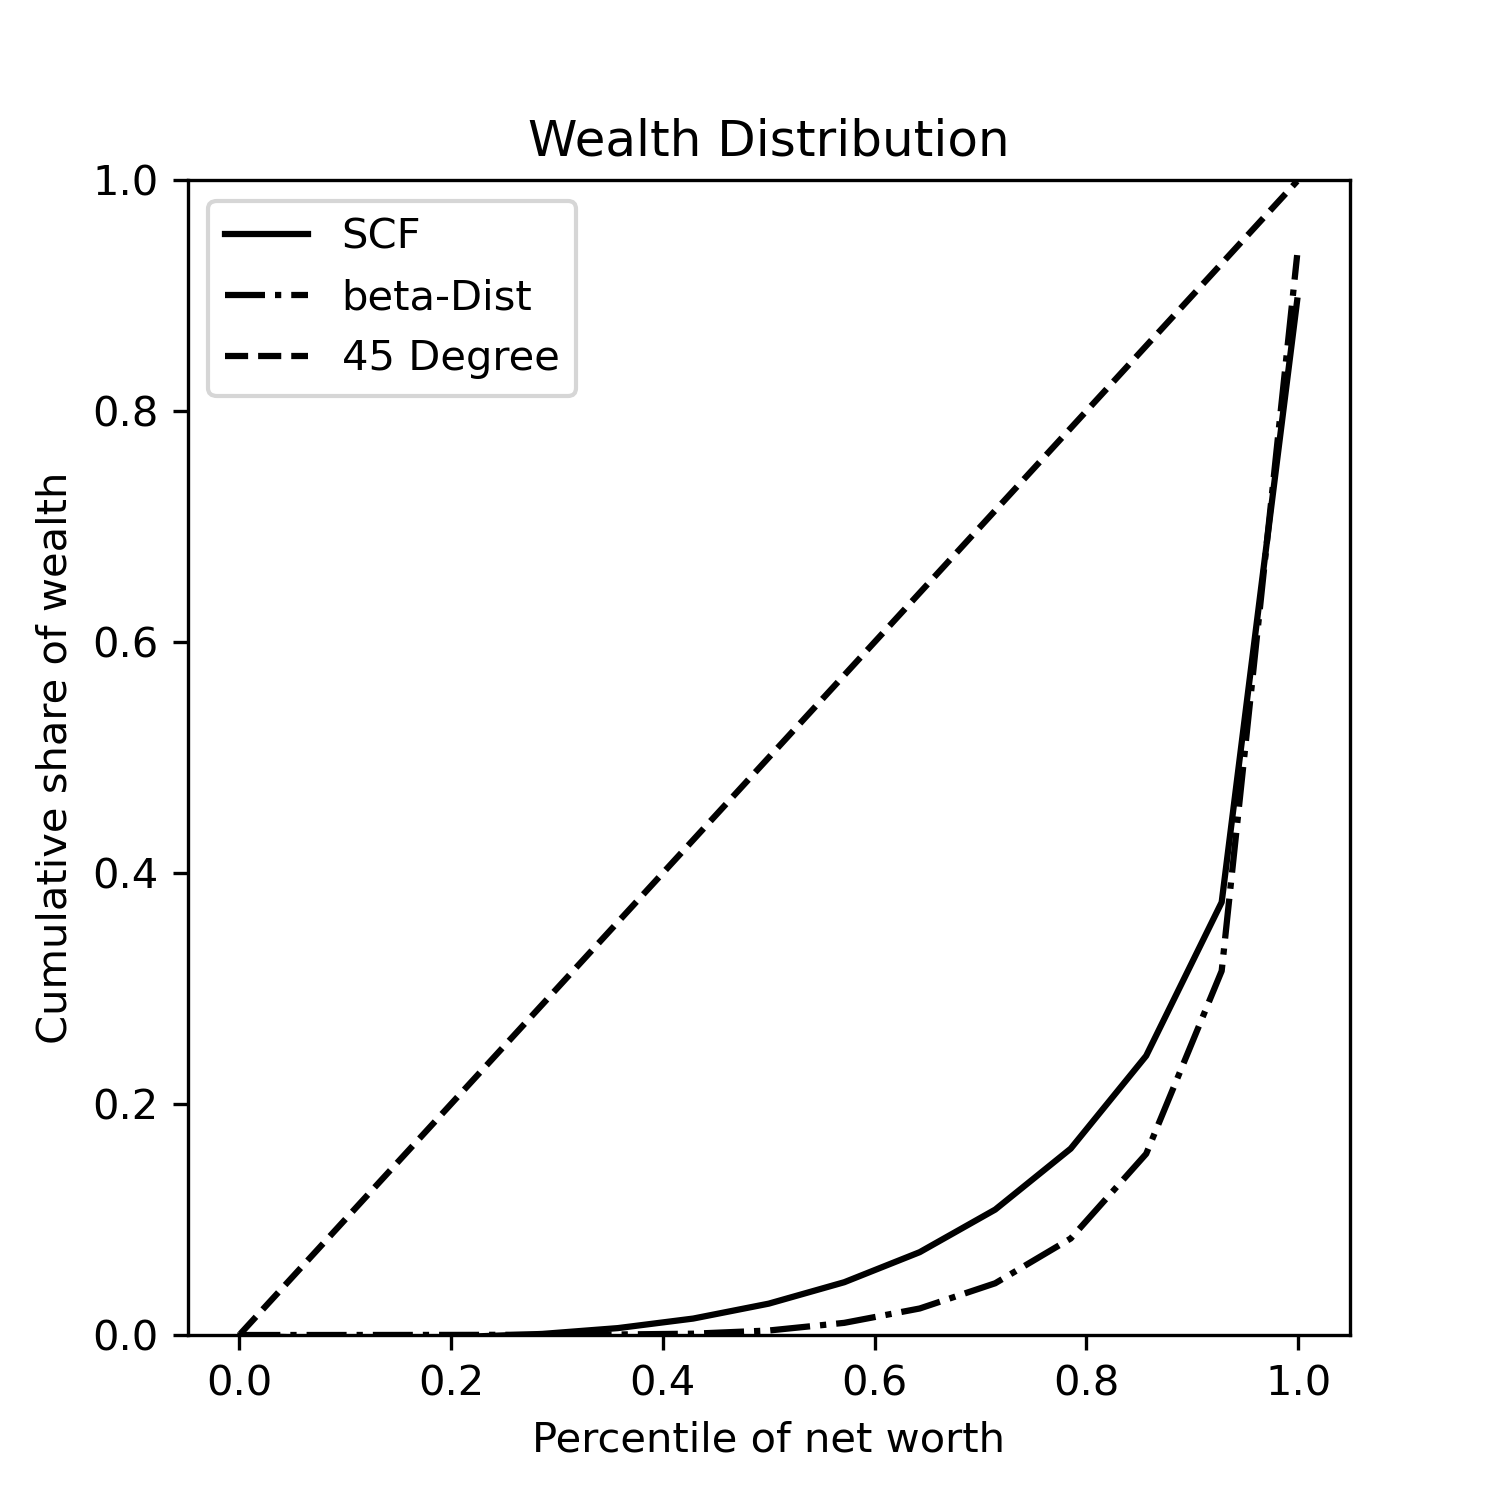 Wealth Distribution
1.0
0.8
0.6
0.4
0.2
0.0
Cumulative share of wealth
SCF
beta-Dist
45 Degree
0.0 0.2 0.4 0.6 0.8 1.0
Percentile of net worth